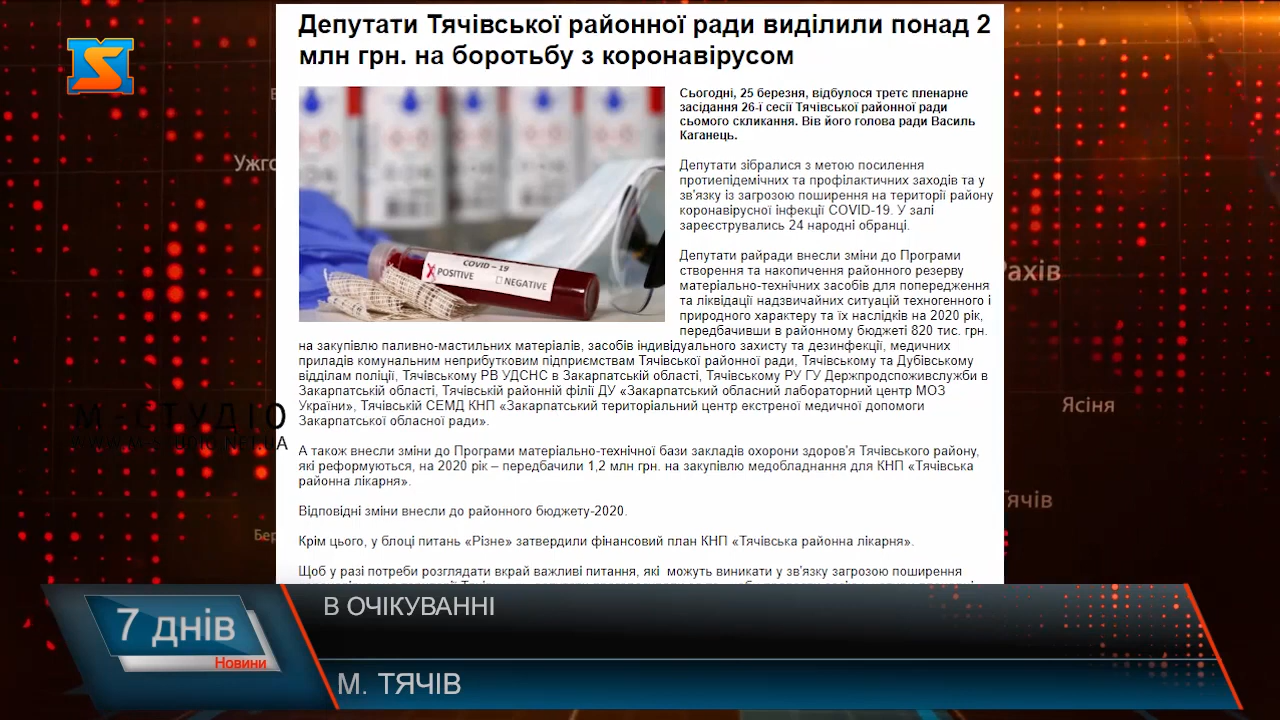 Депутати Тячівської районної ради виділили понад 2
млн грн. на боротьбу з коронавірусом
Сьогодні, 25 березня, відбулося третє пленарне
засідання 26-ї сесії Тячівської районної ради
сьомого скликання. Вів його голова ради Василь
Каганець.
Депутати зібралися з метою посилення
протиепідемічних та профілактичних заходів та у
зв'язку із загрозою поширення на території району
коронавірусної інфекції COVID-19. У залі
зареєструвались 24 народні обранці.
Депутати райради внесли зміни до Програми
створення та накопичення районного резерву
матеріально-технічних засобів для попередження
та ліквідації надзвичайних ситуацій техногенного і
природного характеру та їх наслідків на 2020 рік,
передбачивши в районному бюджеті 820 тис. грн.
на закупівлю паливно-мастильних матеріалів, засобів індивідуального захисту та дезинфекції, медичних
приладів комунальним неприбутковим підприємствам Тячівської районної ради, Тячівському та Дубівському
відділам поліції, Тячівському РВ УДСНС в Закарпатській області, Тячівському РУ ГУ Держпродспоживслужби в
Закарпатській області, Тячівській районній філії ДУ «Закарпатський обласний лабораторний центр МОЗ
України», Тячівській СЕМД КНП «Закарпатський територіальний центр екстреної медичної допомоги
Закарпатської обласної ради».
А також внесли зміни до Програми матеріально-технічної бази закладів охорони здоров'я Тячівського району,
які реформуються, на 2020 рік – передбачили 1,2 млн грн. на закупівлю медобладнання для КНП «Тячівська
районна лікарня».
Відповідні зміни внесли до районного бюджету-2020.
Крім цього, у блоці питань «Різне» затвердили фінансовий план КНП «Тячівська районна лікарня».
Щоб у разі потреби розглядати вкрай важливі питання, які можуть виникати у зв'язку загрозою поширення
COVID – 19
POSITIVE
NEGATIVE
Ужго
Рахів
Ясіня
Тячів
Бер
М-СТУДІО
WWW.M-STUDIO.NET.UA
7 днів
Новини
В ОЧІКУВАННІ
М. ТЯЧІВ